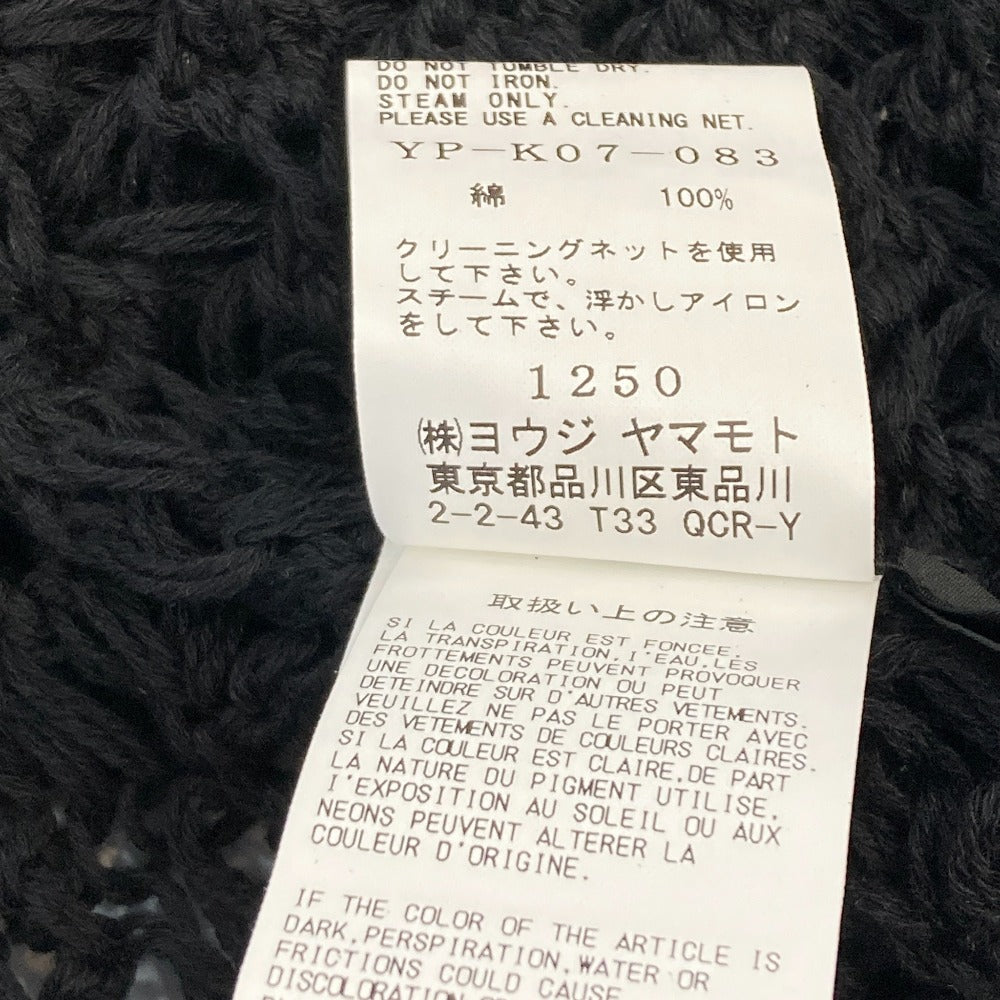 DO NOT TUMBLE DRY.
DO NOT IRON.
STEAM ONLY.
PLEASE USE A CLEANING NET.
YP-K07-083
綿 100%
クリーニングネットを使用
して下さい。
スチームで、浮かしアイロン
をして下さい。
1250
㈱ヨウジ ヤマモト
東京都品川区東品川
2-2-43 T33 QCR-Y
取扱い上の注意
SI LA COULEUR EST FONCEE,
LA TRANSPIRATION, I'EAU,LES
FROTTEMENTS PEUVENT PROVOQUER
UNE DECOLORATION OU PEUT
DETEINDRE SUR D'AUTRES VETEMENTS.
VEUILLEZ NE PAS LE PORTER AVEC
DES VETEMENTS DE COULEURS CLAIRES.
SI LA COULEUR EST CLAIRE,DE PART
LA NATURE DU PIGMENT UTILISE,
I'EXPOSITION AU SOLEIL OU AUX
NEONS PEUVENT ALTERER LA
COULEUR D'ORIGINE.
IF THE COLOR OF THE ARTICLE IS
DARK,PERSPIRATION,WATER OR
FRICTIONS COULD CAUSE
DISCOLORATION